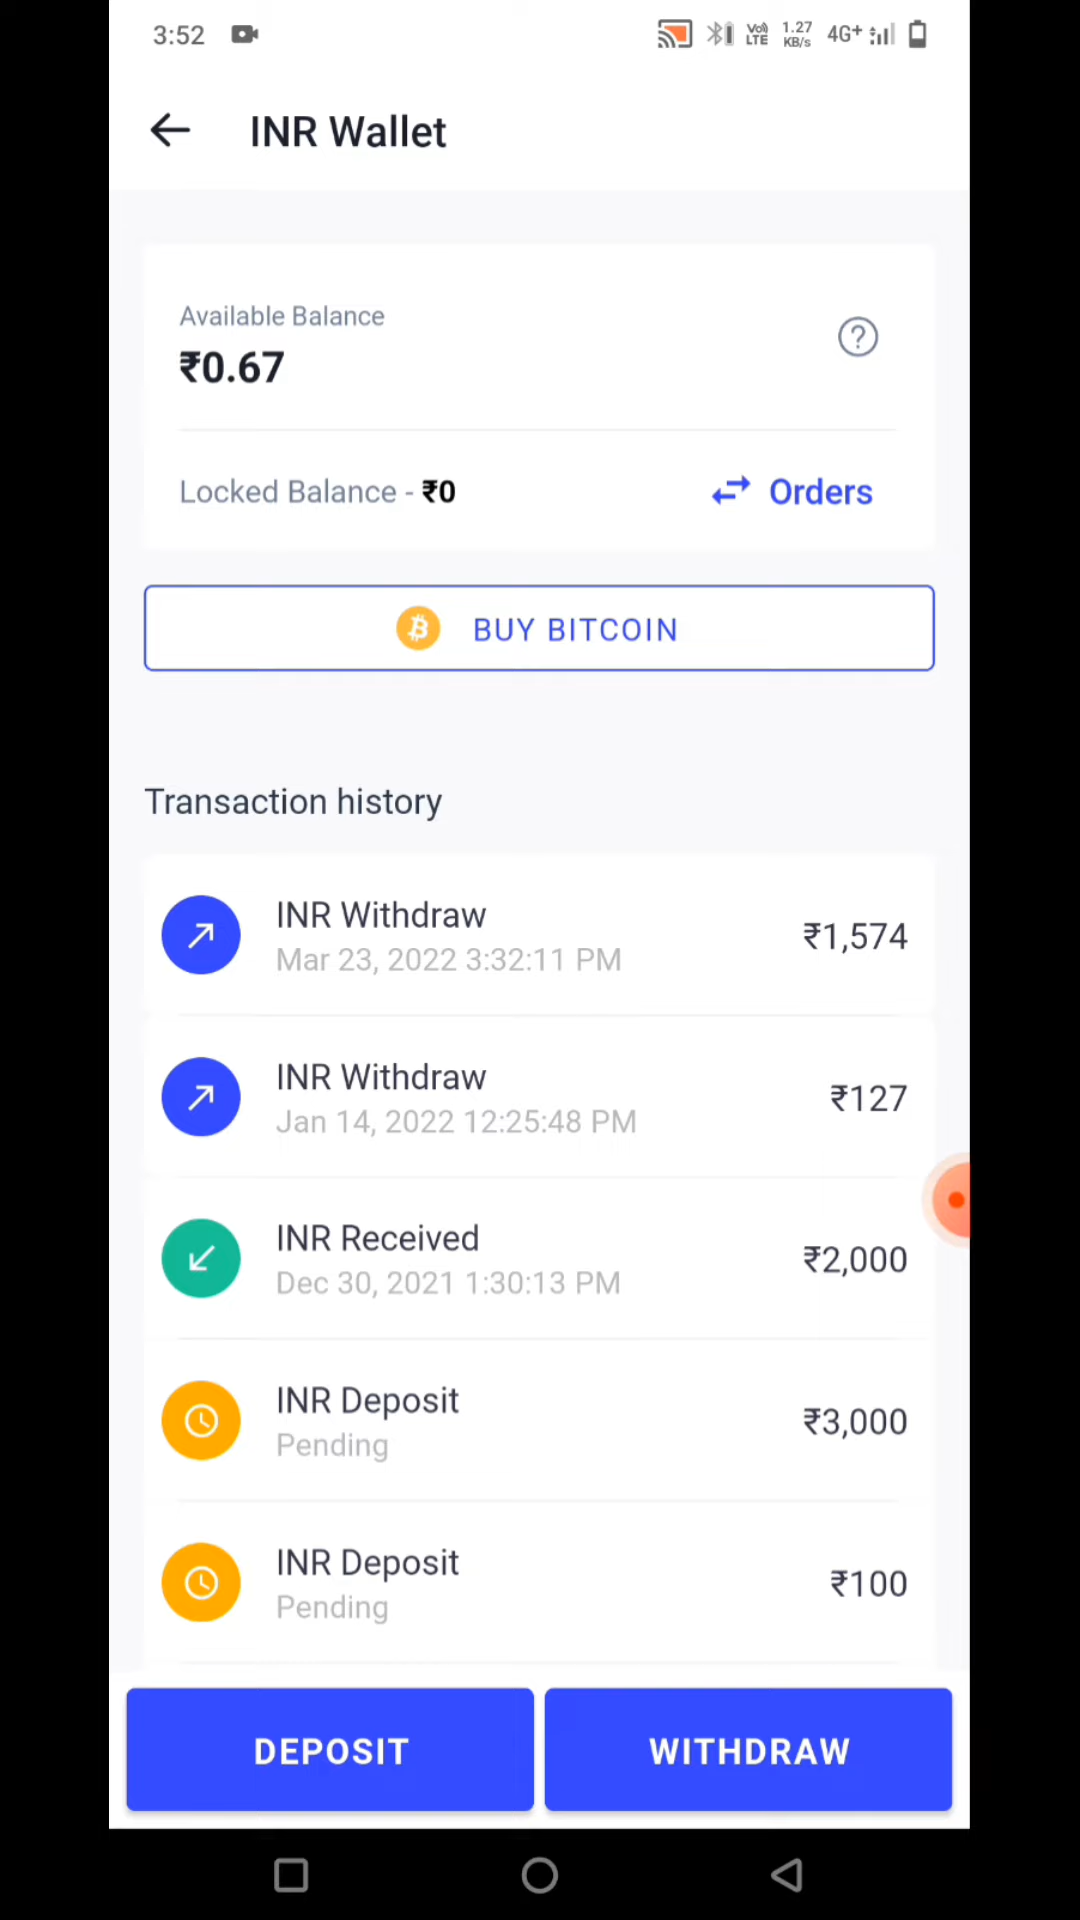 3:52
Vo)) LTE
1.27 KB/s
4G+
INR Wallet
Available Balance
₹0.67
?
Locked Balance - ₹0
Orders
BUY BITCOIN
Transaction history
INR Withdraw
Mar 23, 2022 3:32:11 PM
₹1,574
INR Withdraw
Jan 14, 2022 12:25:48 PM
₹127
INR Received
Dec 30, 2021 1:30:13 PM
₹2,000
INR Deposit
Pending
₹3,000
INR Deposit
Pending
₹100
DEPOSIT
WITHDRAW